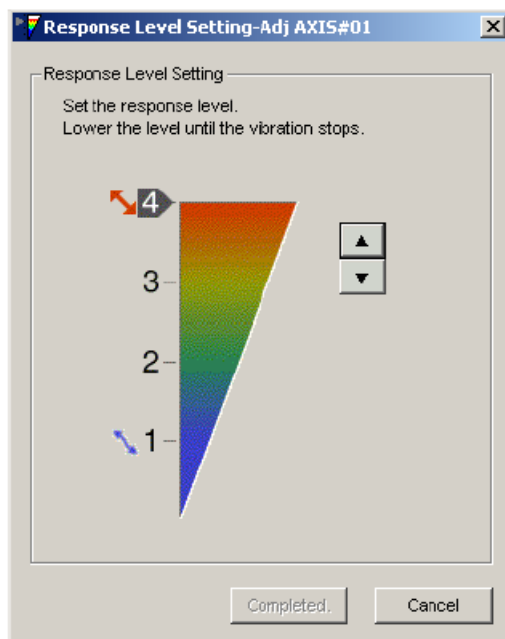 Response Level Setting-Adj AXIS#01
Response Level Setting
Set the response level.
Lower the level until the vibration stops.
4
3
2
1
Completed.
Cancel